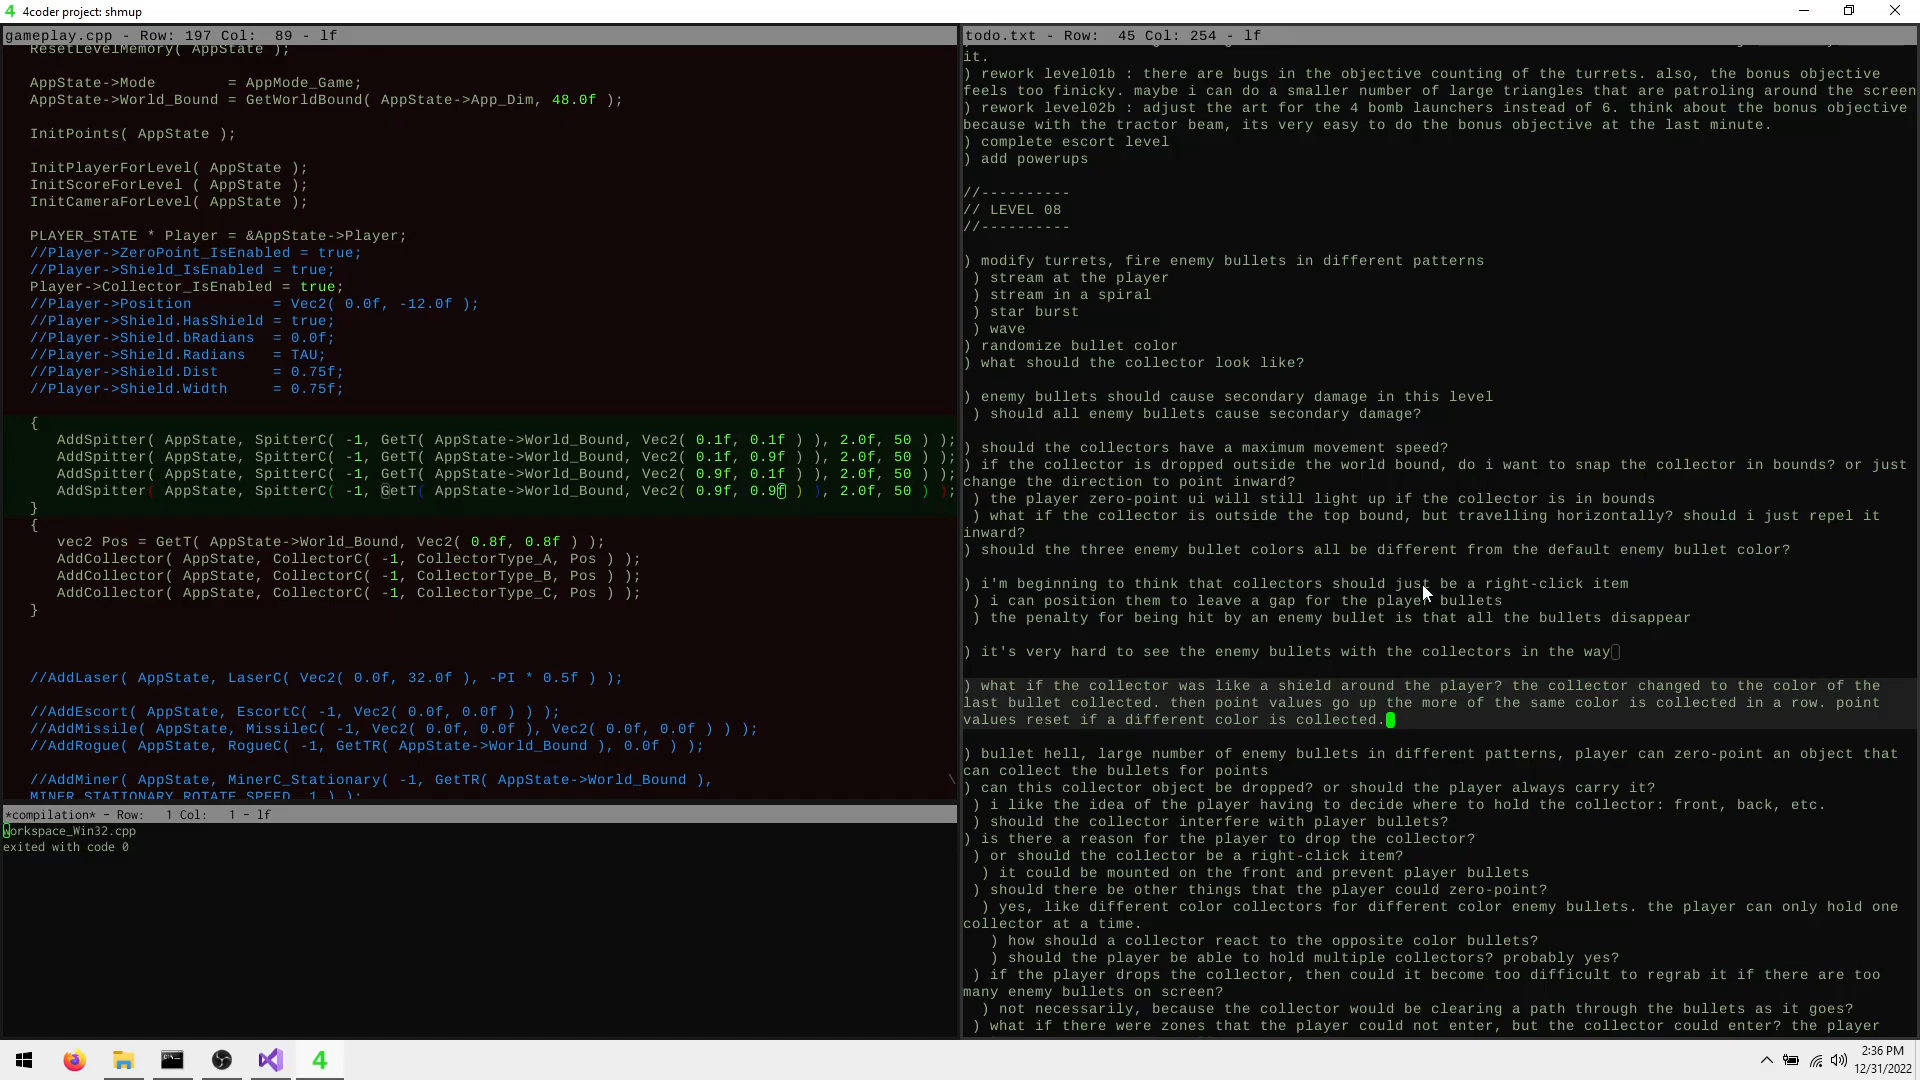 4coder project: shmup
gameplay.cpp - Row: 197 Col:  89 - lf
ResetLevelMemory( AppState );
AppState->Mode        = AppMode_Game;
AppState->World_Bound = GetWorldBound( AppState->App_Dim, 48.0f );
InitPoints( AppState );
InitPlayerForLevel( AppState );
InitScoreForLevel ( AppState );
InitCameraForLevel( AppState );
PLAYER_STATE * Player = &AppState->Player;
//Player->ZeroPoint_IsEnabled = true;
//Player->Shield_IsEnabled = true;
Player->Collector_IsEnabled = true;
//Player->Position         = Vec2( 0.0f, -12.0f );
//Player->Shield.HasShield = true;
//Player->Shield.bRadians  = 0.0f;
//Player->Shield.Radians   = TAU;
//Player->Shield.Dist      = 0.75f;
//Player->Shield.Width     = 0.75f;
{
AddSpitter( AppState, SpitterC( -1, GetT( AppState->World_Bound, Vec2( 0.1f, 0.1f ) ), 2.0f, 50 ) );
AddSpitter( AppState, SpitterC( -1, GetT( AppState->World_Bound, Vec2( 0.1f, 0.9f ) ), 2.0f, 50 ) );
AddSpitter( AppState, SpitterC( -1, GetT( AppState->World_Bound, Vec2( 0.9f, 0.1f ) ), 2.0f, 50 ) );
AddSpitter( AppState, SpitterC( -1, GetT( AppState->World_Bound, Vec2( 0.9f, 0.9f ) ), 2.0f, 50 ) );
}
{
vec2 Pos = GetT( AppState->World_Bound, Vec2( 0.8f, 0.8f ) );
AddCollector( AppState, CollectorC( -1, CollectorType_A, Pos ) );
AddCollector( AppState, CollectorC( -1, CollectorType_B, Pos ) );
AddCollector( AppState, CollectorC( -1, CollectorType_C, Pos ) );
}
//AddLaser( AppState, LaserC( Vec2( 0.0f, 32.0f ), -PI * 0.5f ) );
//AddEscort( AppState, EscortC( -1, Vec2( 0.0f, 0.0f ) ) );
//AddMissile( AppState, MissileC( -1, Vec2( 0.0f, 0.0f ), Vec2( 0.0f, 0.0f ) ) );
//AddRogue( AppState, RogueC( -1, GetTR( AppState->World_Bound ), 0.0f ) );
//AddMiner( AppState, MinerC_Stationary( -1, GetTR( AppState->World_Bound ), \
MINER_STATIONARY_ROTATE_SPEED, 1 ) );
*compilation* - Row:   1 Col:   1 - lf
workspace_Win32.cpp
exited with code 0
todo.txt - Row:  45 Col: 254 - lf
it.
) rework level01b : there are bugs in the objective counting of the turrets. also, the bonus objective
feels too finicky. maybe i can do a smaller number of large triangles that are patroling around the screen
) rework level02b : adjust the art for the 4 bomb launchers instead of 6. think about the bonus objective
because with the tractor beam, its very easy to do the bonus objective at the last minute.
) complete escort level
) add powerups
//----------
// LEVEL 08
//----------
) modify turrets, fire enemy bullets in different patterns
) stream at the player
) stream in a spiral
) star burst
) wave
) randomize bullet color
) what should the collector look like?
) enemy bullets should cause secondary damage in this level
) should all enemy bullets cause secondary damage?
) should the collectors have a maximum movement speed?
) if the collector is dropped outside the world bound, do i want to snap the collector in bounds? or just
change the direction to point inward?
) the player zero-point ui will still light up if the collector is in bounds
) what if the collector is outside the top bound, but travelling horizontally? should i just repel it
inward?
) should the three enemy bullet colors all be different from the default enemy bullet color?
) i'm beginning to think that collectors should just be a right-click item
) i can position them to leave a gap for the player bullets
) the penalty for being hit by an enemy bullet is that all the bullets disappear
) it's very hard to see the enemy bullets with the collectors in the way
) what if the collector was like a shield around the player? the collector changed to the color of the
last bullet collected. then point values go up the more of the same color is collected in a row. point
values reset if a different color is collected.
) bullet hell, large number of enemy bullets in different patterns, player can zero-point an object that
can collect the bullets for points
) can this collector object be dropped? or should the player always carry it?
) i like the idea of the player having to decide where to hold the collector: front, back, etc.
) should the collector interfere with player bullets?
) is there a reason for the player to drop the collector?
) or should the collector be a right-click item?
) it could be mounted on the front and prevent player bullets
) should there be other things that the player could zero-point?
) yes, like different color collectors for different color enemy bullets. the player can only hold one
collector at a time.
) how should a collector react to the opposite color bullets?
) should the player be able to hold multiple collectors? probably yes?
) if the player drops the collector, then could it become too difficult to regrab it if there are too
many enemy bullets on screen?
) not necessarily, because the collector would be clearing a path through the bullets as it goes?
) what if there were zones that the player could not enter, but the collector could enter? the player
4
2:36 PM
12/31/2022